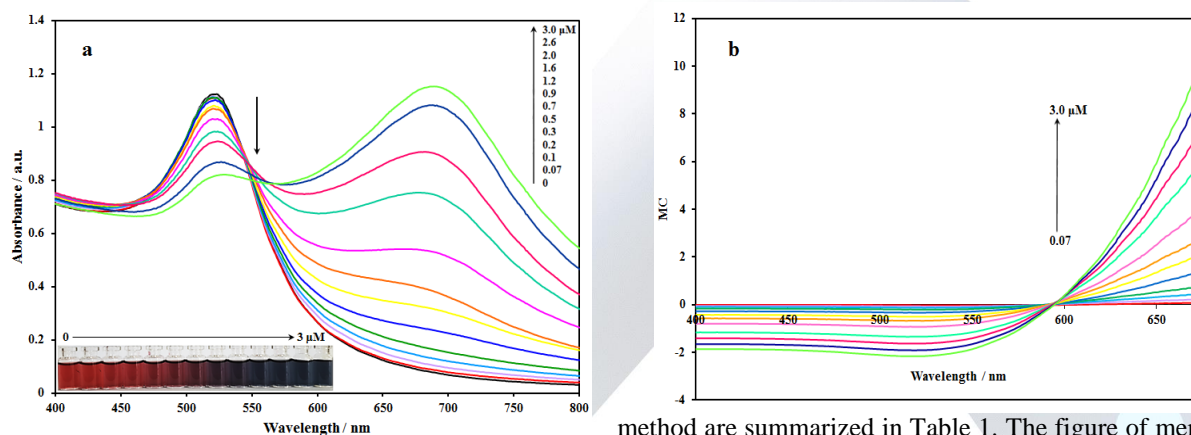 a
Absorbance / a.u.
1.4
1.2
1
0.8
0.6
0.4
0.2
0
400 450 500 550 600 650 700 750 800
Wavelength / nm
3.0 µM
2.6
2.0
1.6
1.2
0.9
0.7
0.5
0.3
0.2
0.1
0.07
0
0 3 µM
b
MC
12
10
8
6
4
2
0
-2
-4
400 450 500 550 600 650
Wavelength / nm
3.0 µM
0.07
method are summarized in Table 1. The figure of mer